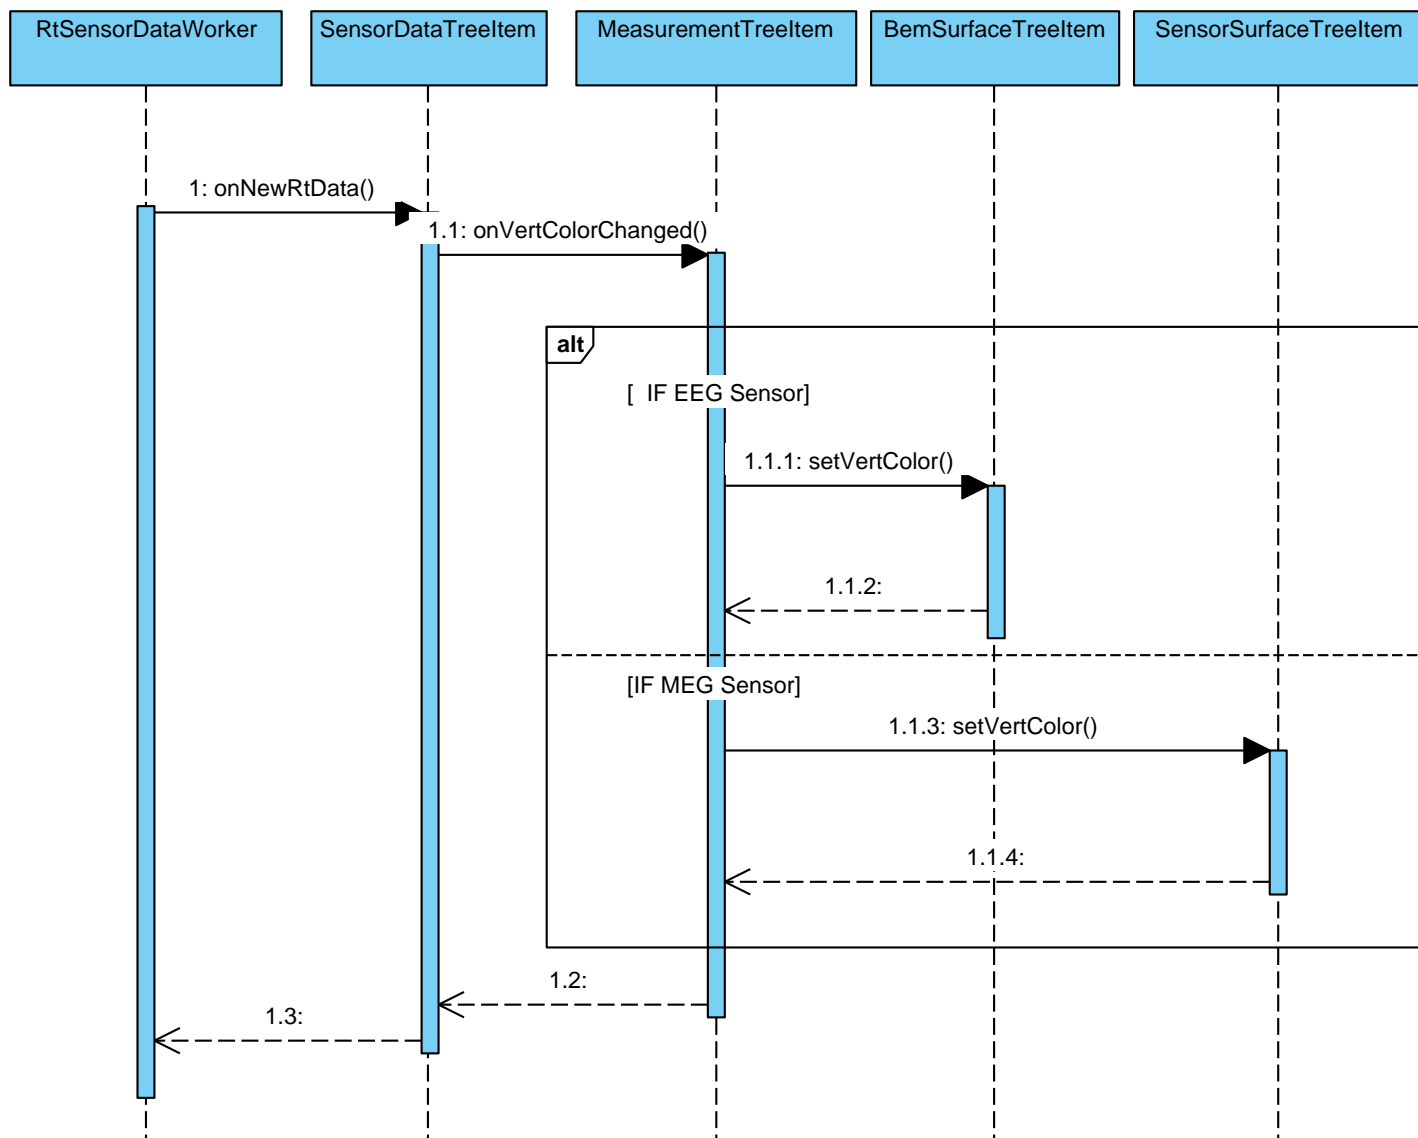 RtSensorDataWorker
SensorDataTreeItem
MeasurementTreeItem
BemSurfaceTreeItem
SensorSurfaceTreeItem
1: onNewRtData()
1.1: onVertColorChanged()
alt
[  IF EEG Sensor]
1.1.1: setVertColor()
1.1.2:
[IF MEG Sensor]
1.1.3: setVertColor()
1.1.4:
1.2:
1.3: